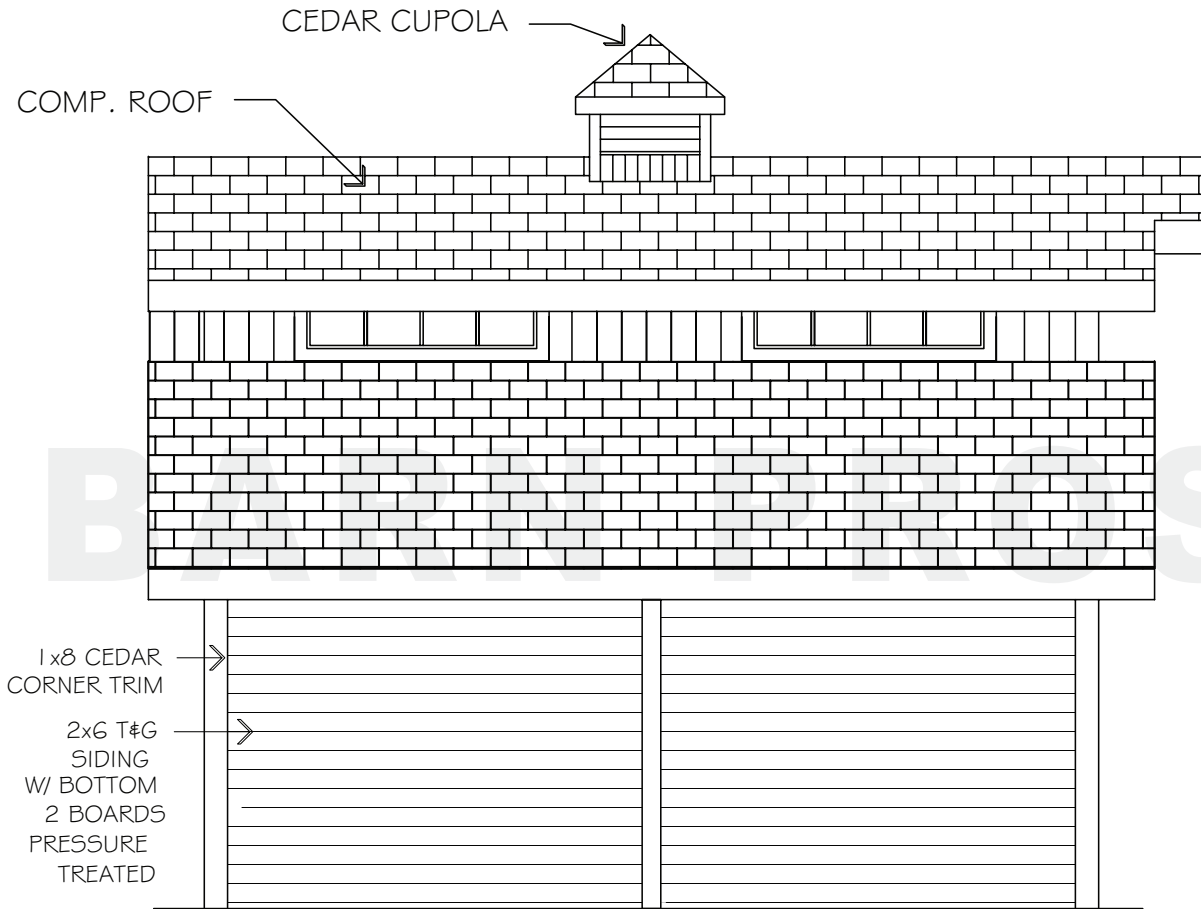 CEDAR CUPOLA
COMP. ROOF
BARN PROS
1x8 CEDAR
CORNER TRIM
2x6 T&G
SIDING
W/ BOTTOM
2 BOARDS
PRESSURE
TREATED